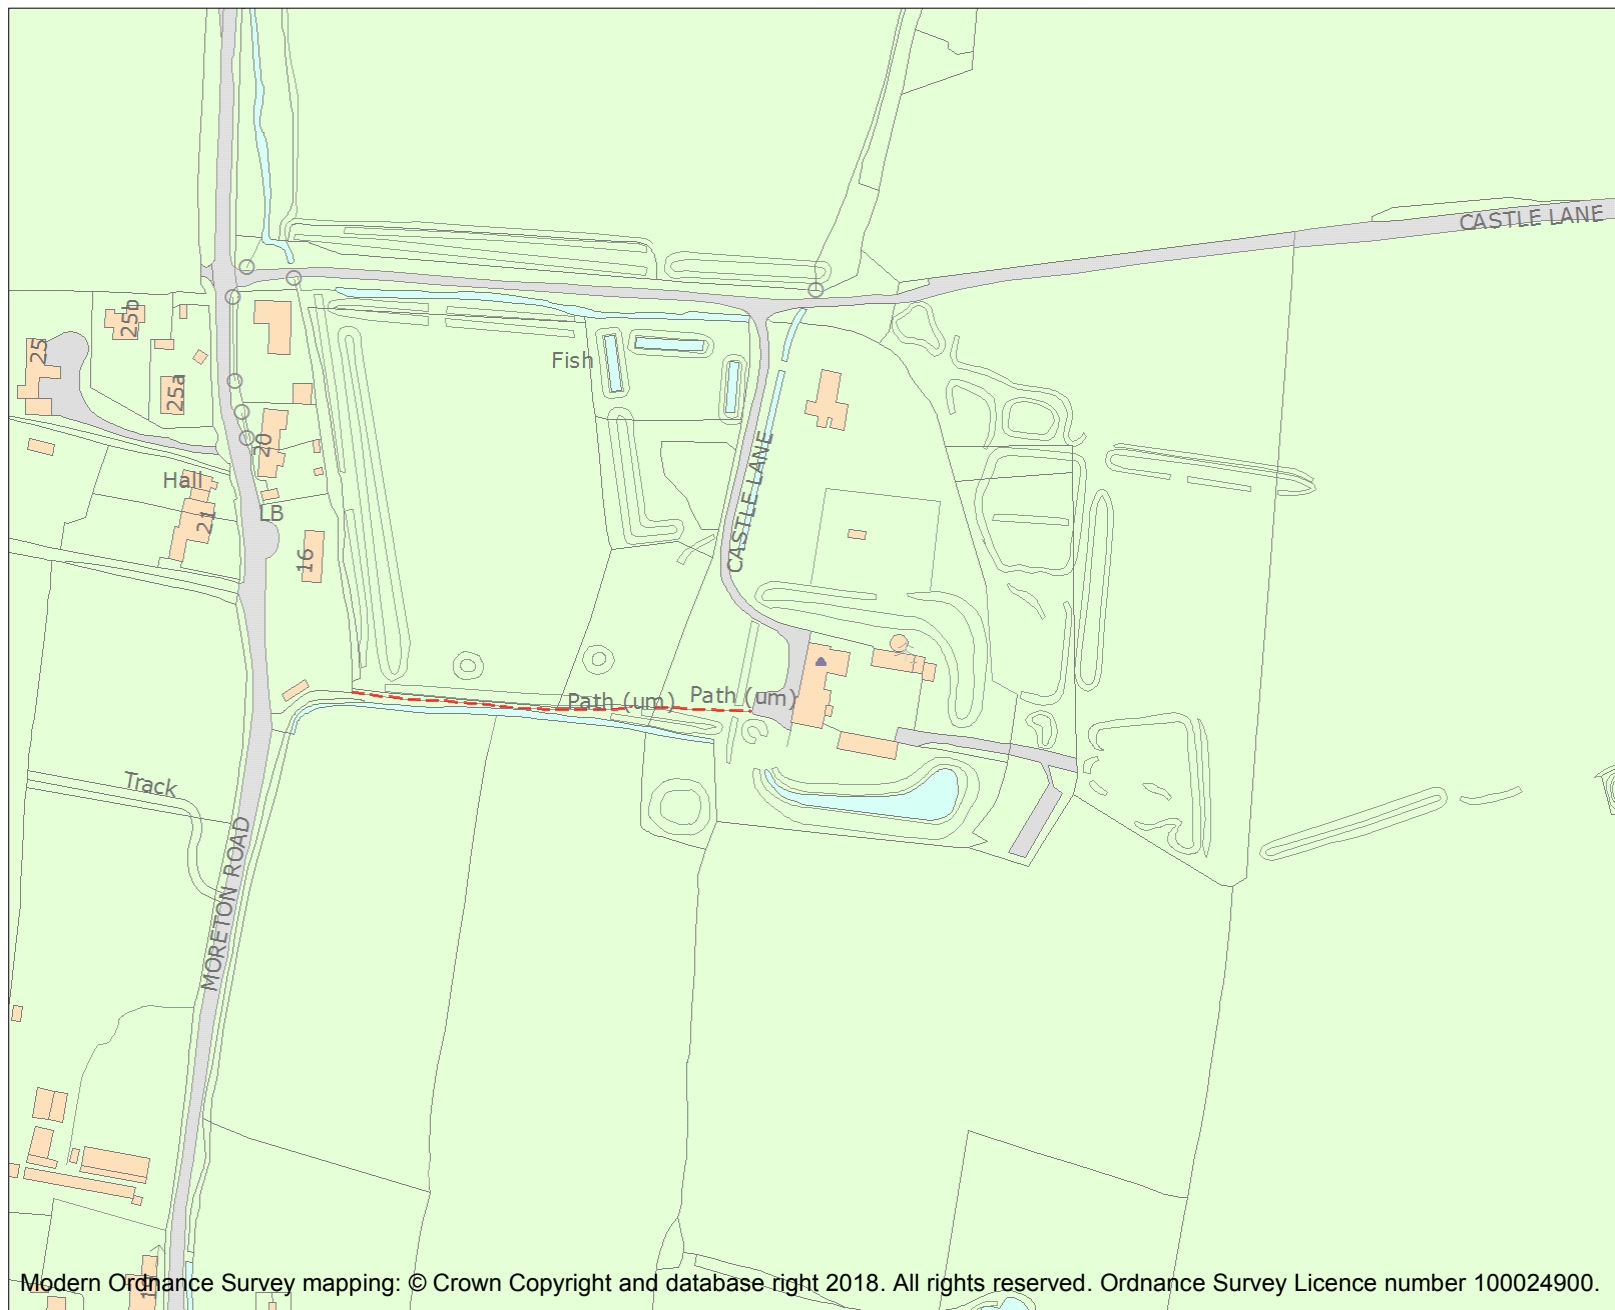 CASTLE LANE
25b
25
Fish
25a
20
CASTLE LANE
Hall
LB
21
16
Path (um)
Path (um)
Track
MORETON ROAD
Modern Ordnance Survey mapping: © Crown Copyright and database right 2018. All rights reserved. Ordnance Survey Licence number 100024900.